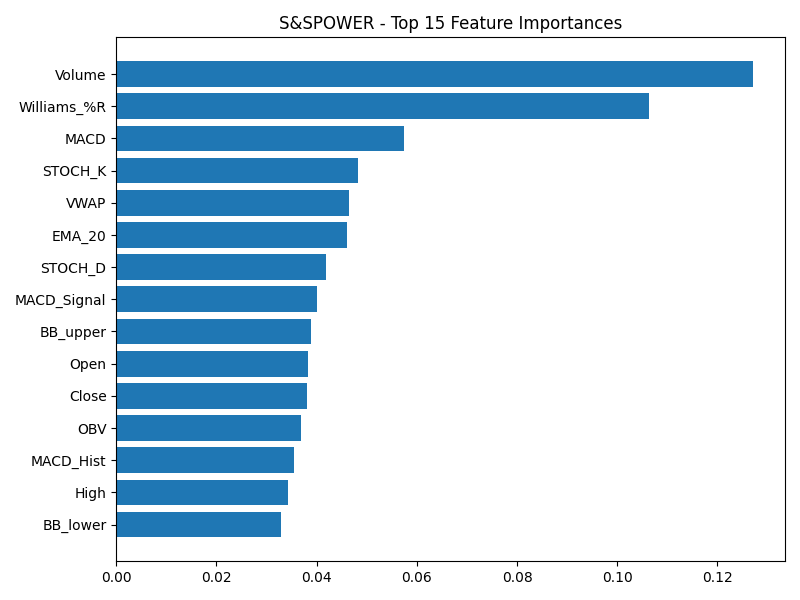 S&SPOWER - Top 15 Feature Importances
Volume
Williams_%R
MACD
STOCH_K
VWAP
EMA_20
STOCH_D
MACD_Signal
BB_upper
Open
Close
OBV
MACD_Hist
High
BB_lower
0.00 0.02 0.04 0.06 0.08 0.10 0.12